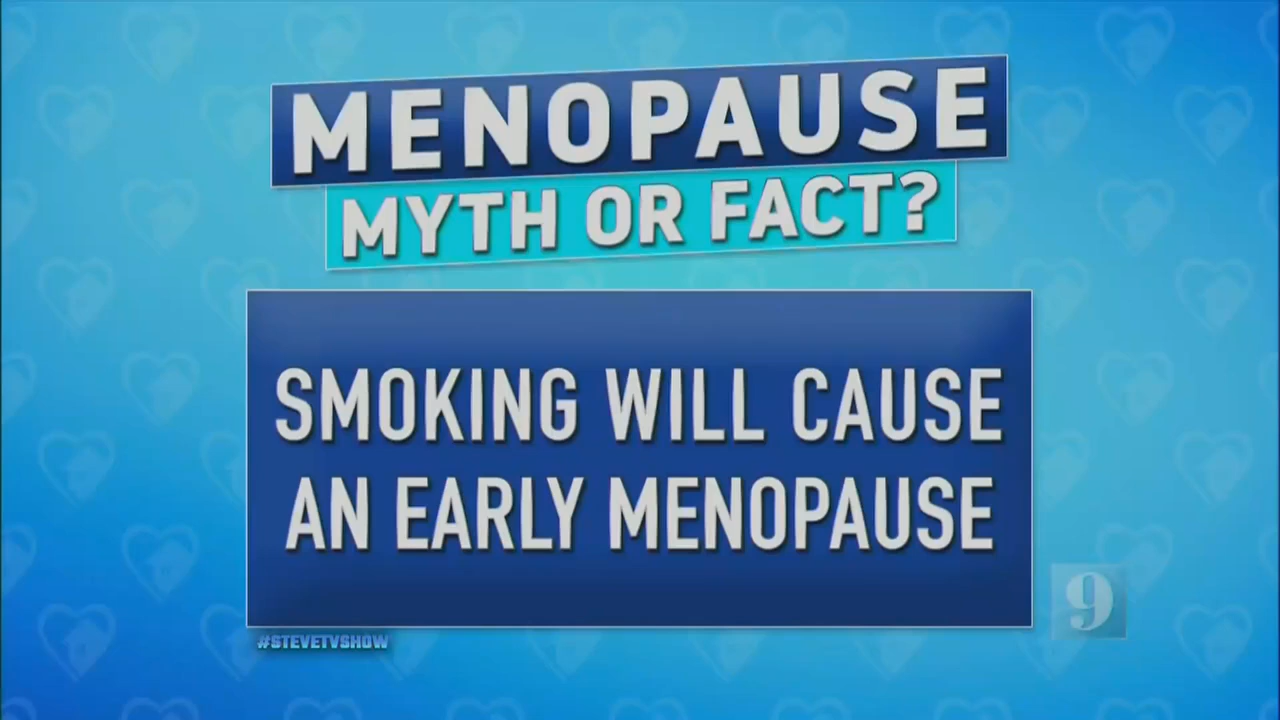 MENOPAUSE
MYTH OR FACT?
SMOKING WILL CAUSE
AN EARLY MENOPAUSE
#STEVETVSHOW
9